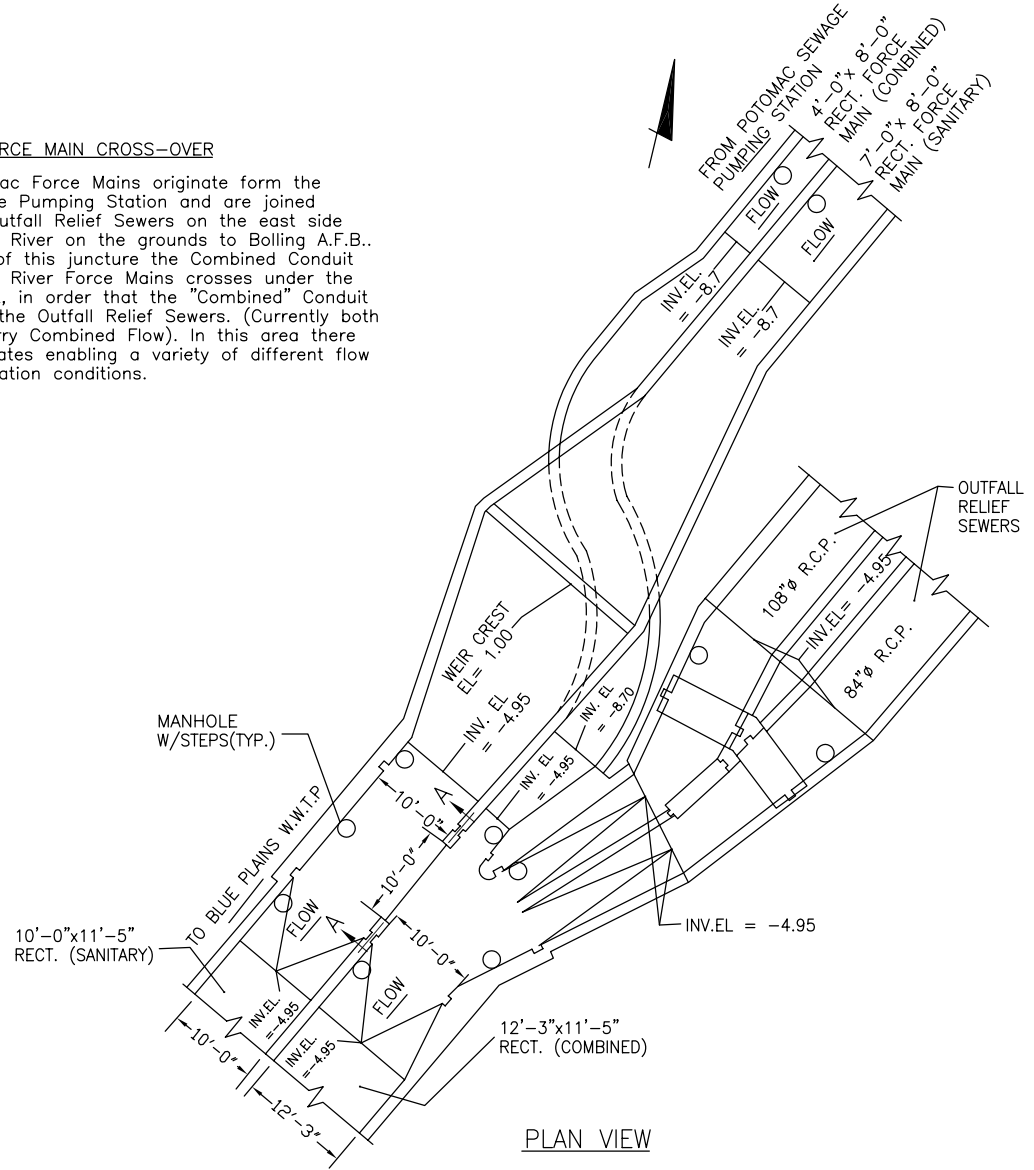 RCE MAIN CROSS-OVER
ac Force Mains originate form the
e Pumping Station and are joined
utfall Relief Sewers on the east side
River on the grounds to Bolling A.F.B..
of this juncture the Combined Conduit
River Force Mains crosses under the
, in order that the "Combined" Conduit
the Outfall Relief Sewers. (Currently both
rry Combined Flow). In this area there
ates enabling a variety of different flow
ation conditions.
FROM POTOMAC SEWAGE
PUMPING STATION
4'-0"x 8'-0"
RECT. FORCE
MAIN (COMBINED)
7'-0"x 8'-0"
RECT. FORCE
MAIN (SANITARY)
FLOW
FLOW
INV.EL.
= -8.7
INV.EL.
= -8.7
OUTFALL
RELIEF
SEWERS
108"ø R.C.P.
INV.EL= -4.95
84"ø R.C.P.
WEIR CREST
EL= 1.00
INV. EL
= -4.95
INV. EL
= -8.70
INV. EL
= -4.95
MANHOLE
W/STEPS(TYP.)
10'-0"
A
10'-0"
TO BLUE PLAINS W.W.T.P
FLOW
A
10'-0"
FLOW
INV.EL = -4.95
10'-0"x11'-5"
RECT. (SANITARY)
INV.EL.
=-4.95
INV.EL.
=-4.95
12'-3"x11'-5"
RECT. (COMBINED)
10'-0"
12'-3"
PLAN VIEW